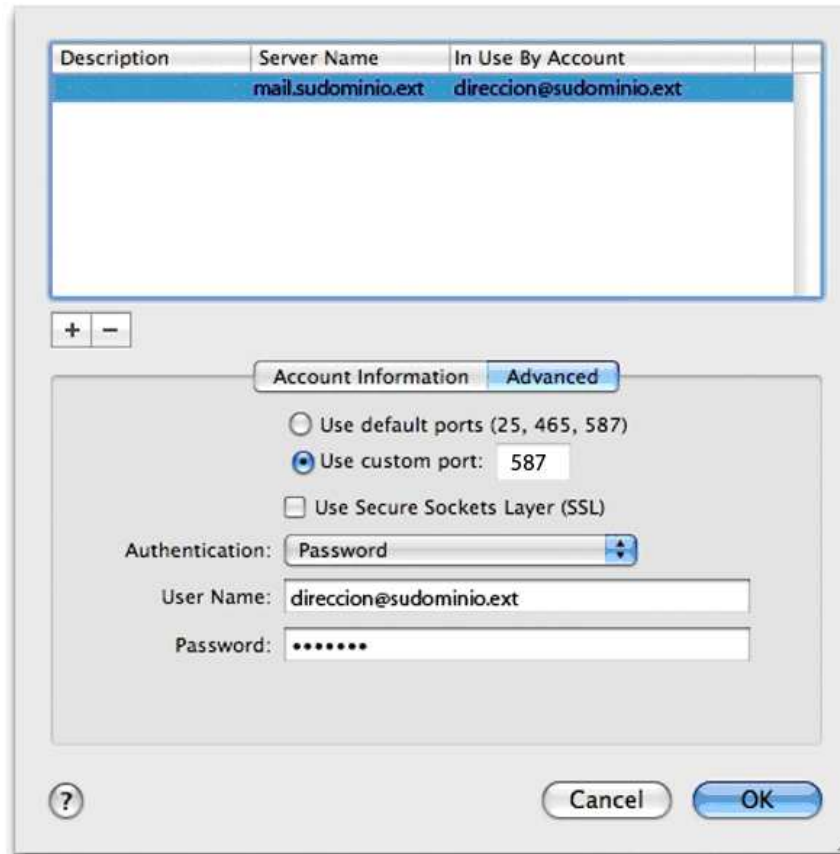 Description Server Name In Use By Account
mail.sudominio.ext direccion@sudominio.ext
+ −
Account Information Advanced
Use default ports (25, 465, 587)
Use custom port: 587
Use Secure Sockets Layer (SSL)
Authentication: Password
User Name: direccion@sudominio.ext
Password: •••••••
? Cancel OK